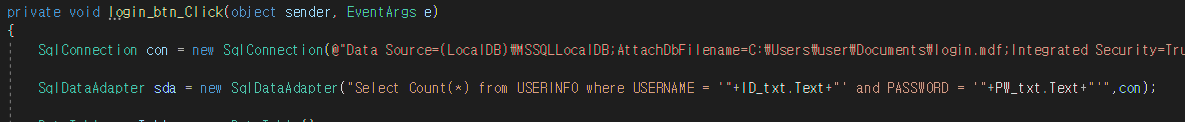 private void login_btn_Click(object sender, EventArgs e)
{
SqlConnection con = new SqlConnection(@"Data Source=(LocalDB)₩MSSQLLocalDB;AttachDbFilename=C:₩Users₩user₩Documents₩login.mdf;Integrated Security=Tru
SqlDataAdapter sda = new SqlDataAdapter("Select Count(*) from USERINFO where USERNAME = '"+ID_txt.Text+"' and PASSWORD = '"+PW_txt.Text+"'",con);